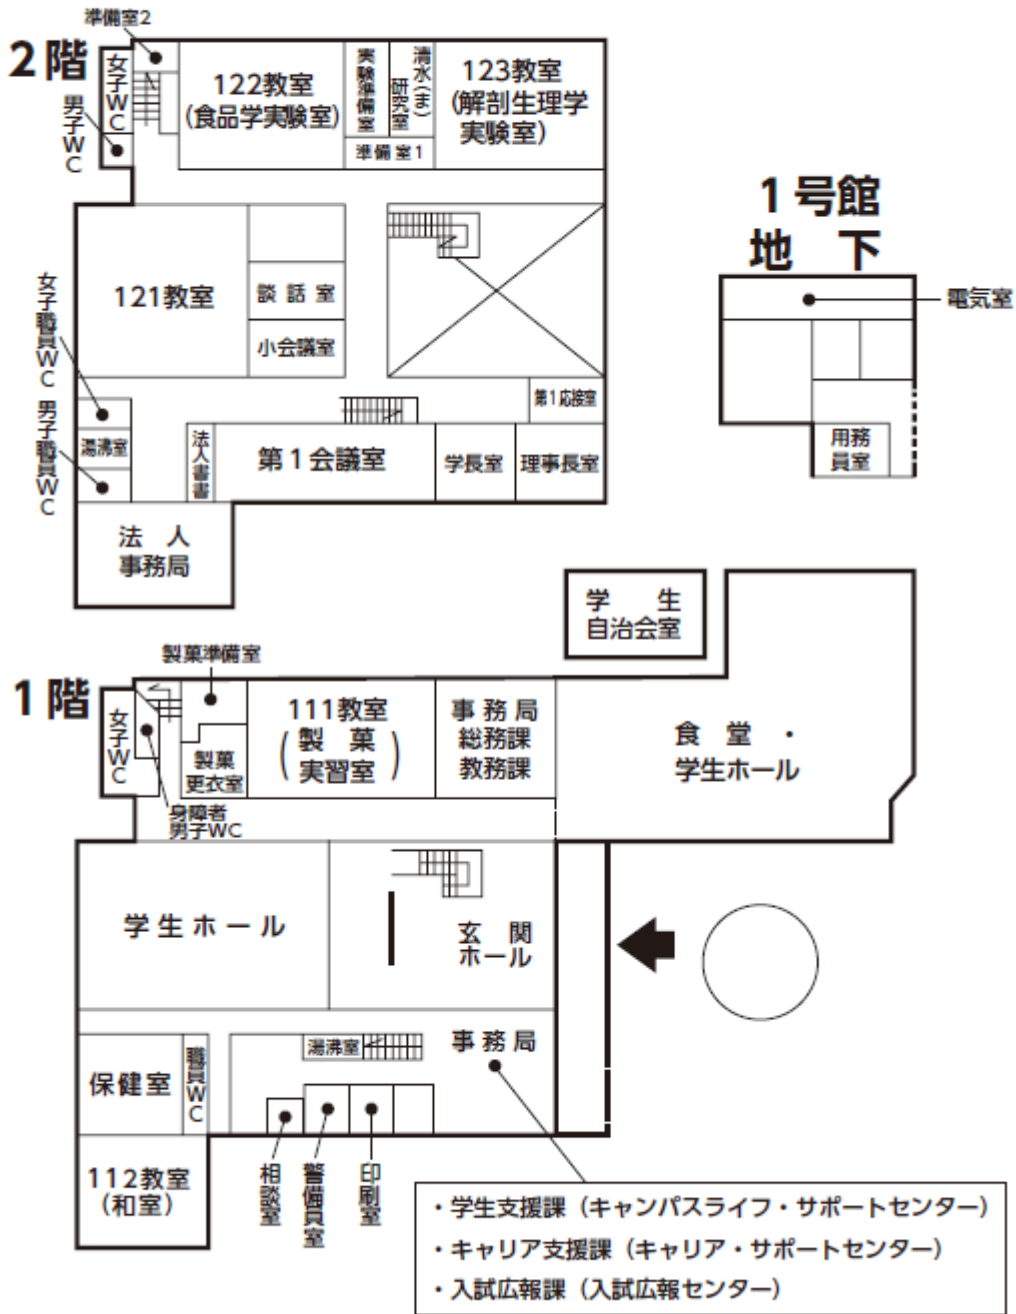 準備室2
2階
女子WC
男子WC
122教室
(食品学実験室)
実験準備室
清水(ま)
研究室
準備室1
123教室
(解剖生理学
実験室)
1号館
地下
電気室
用務
員室
121教室
談話室
小会議室
女子職員WC
湯沸室
男子職員WC
第1応接室
法人書書
第1会議室
学長室
理事長室
法人
事務局
学生
自治会室
1階
製菓準備室
女子WC
製菓
更衣室
身障者
男子WC
111教室
(製菓
実習室)
事務局
総務課
教務課
食堂・
学生ホール
学生ホール
玄関
ホール
保健室
職員WC
湯沸室
事務局
112教室
(和室)
相談室
警備員室
印刷室
・学生支援課(キャンパスライフ・サポートセンター)
・キャリア支援課(キャリア・サポートセンター)
・入試広報課(入試広報センター)